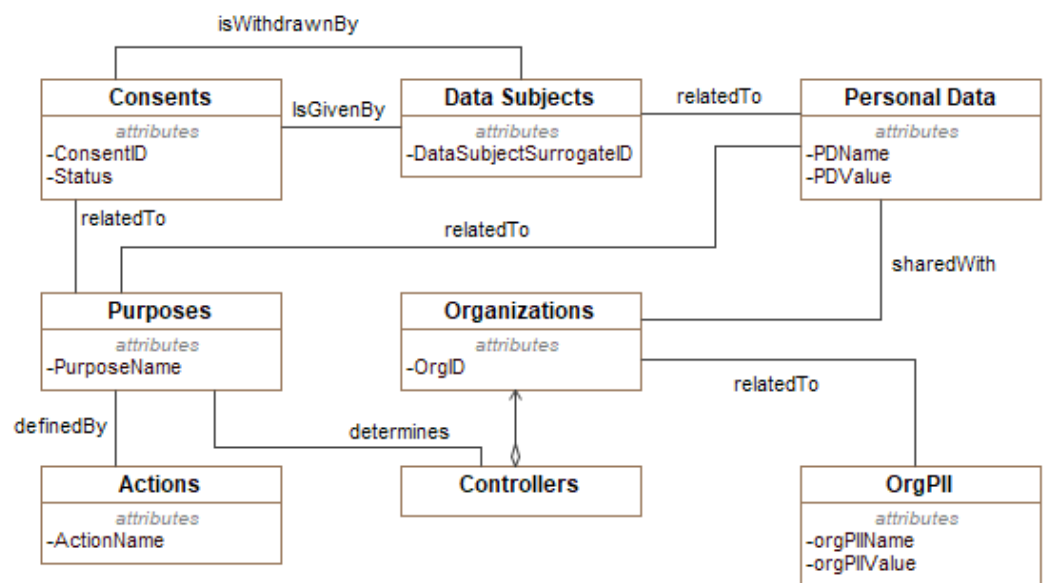 isWithdrawnBy
Consents
attributes
-ConsentID
-Status
IsGivenBy
Data Subjects
attributes
-DataSubjectSurrogateID
relatedTo
Personal Data
attributes
-PDName
-PDValue
relatedTo
relatedTo
sharedWith
Purposes
attributes
-PurposeName
Organizations
attributes
-OrgID
relatedTo
definedBy
determines
Actions
attributes
-ActionName
Controllers
OrgPII
attributes
-orgPIIName
-orgPIIValue